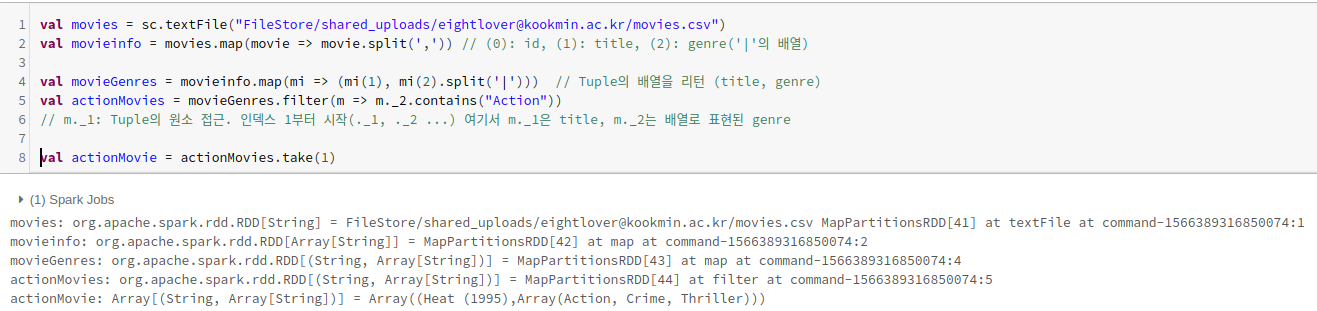 1 val movies = sc.textFile("FileStore/shared_uploads/eightlover@kookmin.ac.kr/movies.csv")
2 val movieinfo = movies.map(movie => movie.split(',')) // (0): id, (1): title, (2): genre('|'의 배열)
3
4 val movieGenres = movieinfo.map(mi => (mi(1), mi(2).split('|'))) // Tuple의 배열을 리턴 (title, genre)
5 val actionMovies = movieGenres.filter(m => m._2.contains("Action"))
6 // m._1: Tuple의 원소 접근. 인덱스 1부터 시작(._1, ._2 ...) 여기서 m._1은 title, m._2는 배열로 표현된 genre
7
8 val actionMovie = actionMovies.take(1)
(1) Spark Jobs
movies: org.apache.spark.rdd.RDD[String] = FileStore/shared_uploads/eightlover@kookmin.ac.kr/movies.csv MapPartitionsRDD[41] at textFile at command-1566389316850074:1
movieinfo: org.apache.spark.rdd.RDD[Array[String]] = MapPartitionsRDD[42] at map at command-1566389316850074:2
movieGenres: org.apache.spark.rdd.RDD[(String, Array[String])] = MapPartitionsRDD[43] at map at command-1566389316850074:4
actionMovies: org.apache.spark.rdd.RDD[(String, Array[String])] = MapPartitionsRDD[44] at filter at command-1566389316850074:5
actionMovie: Array[(String, Array[String])] = Array((Heat (1995),Array(Action, Crime, Thriller)))